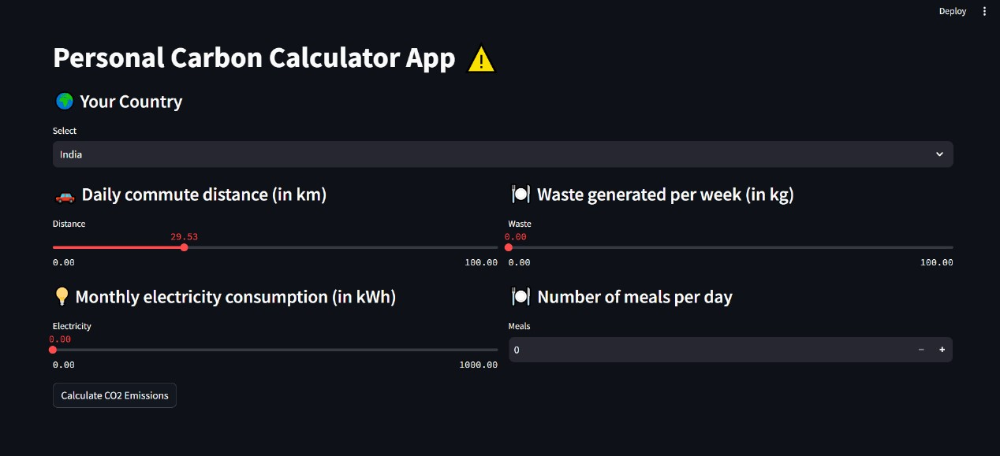 Deploy
Personal Carbon Calculator App
Your Country
Select
India
Daily commute distance (in km)
Distance
29.53
0.00 100.00
Waste generated per week (in kg)
Waste
0.00
0.00 100.00
Monthly electricity consumption (in kWh)
Electricity
0.00
0.00 1000.00
Number of meals per day
Meals
0
Calculate CO2 Emissions